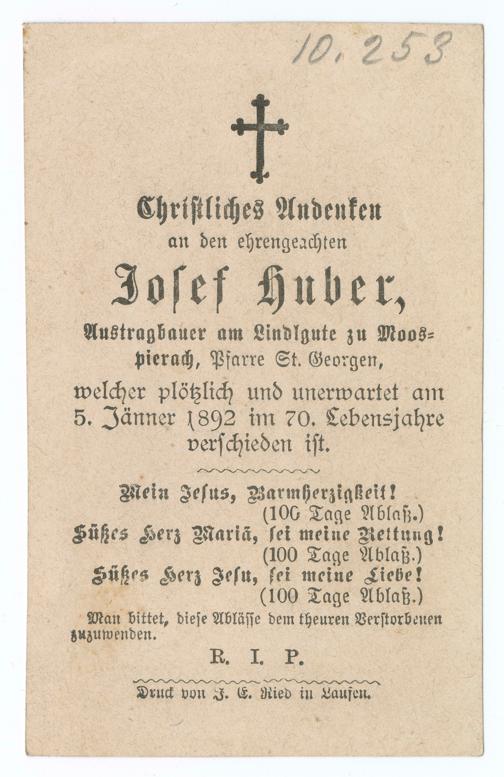 10.253
Christliches Andenken
an den ehrengeachten
Josef Huber,
Austragbauer am Lindlgute zu Moos-
pierach, Pfarre St. Georgen,
welcher plötzlich und unerwartet am
5. Jänner 1892 im 70. Lebensjahre
verschieden ist.
Mein Jesus, Barmherzigkeit!
(100 Tage Ablaß.)
Süßes Herz Mariä, sei meine Rettung!
(100 Tage Ablaß.)
Süßes Herz Jesu, sei meine Liebe!
(100 Tage Ablaß.)
Man bittet, diese Ablässe dem theuren Verstorbenen
zuzuwenden.
R. I. P.
Druck von J. E. Ried in Laufen.